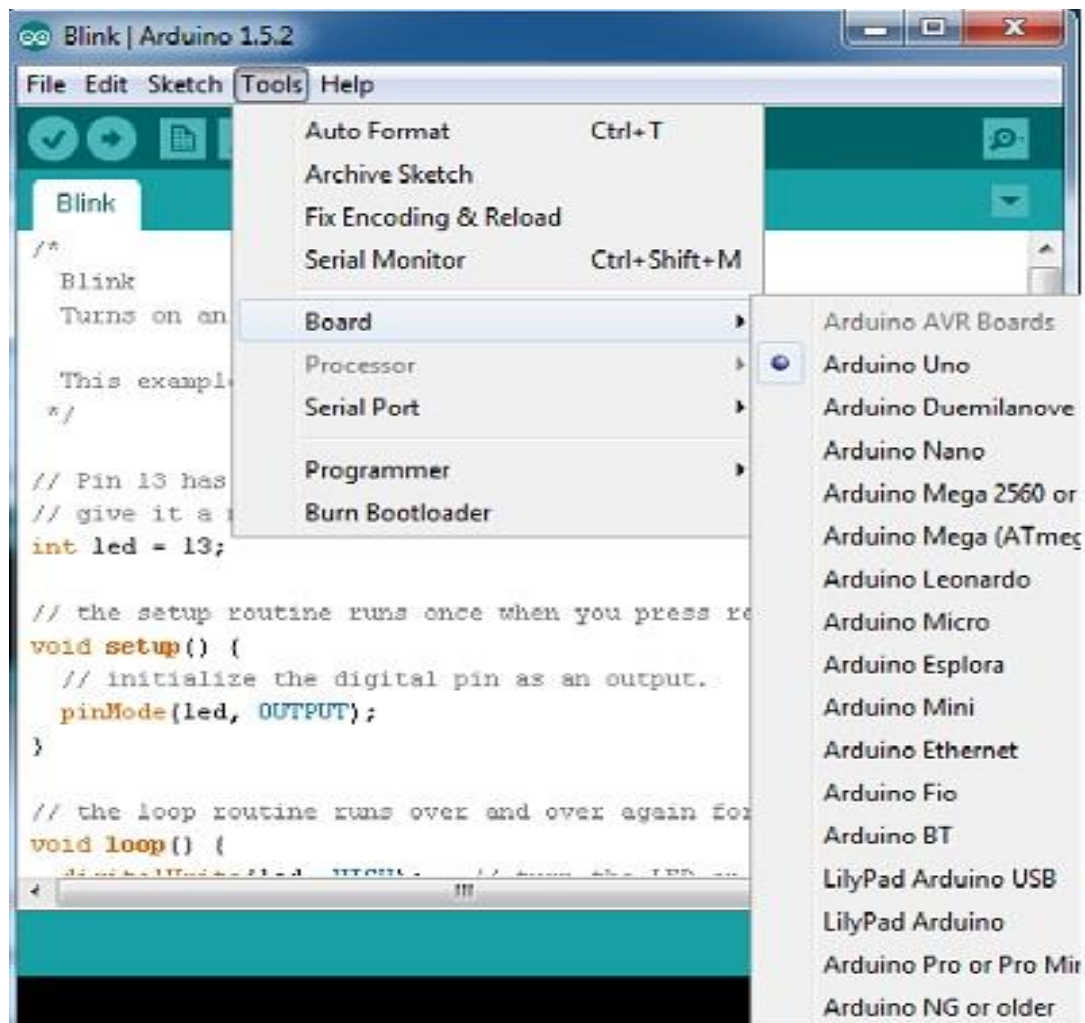 Blink | Arduino 1.5.2
File Edit Sketch Tools Help
Auto Format Ctrl+T
Archive Sketch
Fix Encoding & Reload
Serial Monitor Ctrl+Shift+M
Board
Processor
Serial Port
Programmer
Burn Bootloader
Arduino AVR Boards
Arduino Uno
Arduino Duemilanove
Arduino Nano
Arduino Mega 2560 or
Arduino Mega (ATmeg
Arduino Leonardo
Arduino Micro
Arduino Esplora
Arduino Mini
Arduino Ethernet
Arduino Fio
Arduino BT
LilyPad Arduino USB
LilyPad Arduino
Arduino Pro or Pro Mi
Arduino NG or older
Blink
/*
Blink
Turns on an
This exampl
*/
// Pin 13 has
// give it a
int led = 13;
// the setup routine runs once when you press re
void setup() {
// initialize the digital pin as an output.
pinMode(led, OUTPUT);
}
// the loop routine runs over and over again for
void loop() {